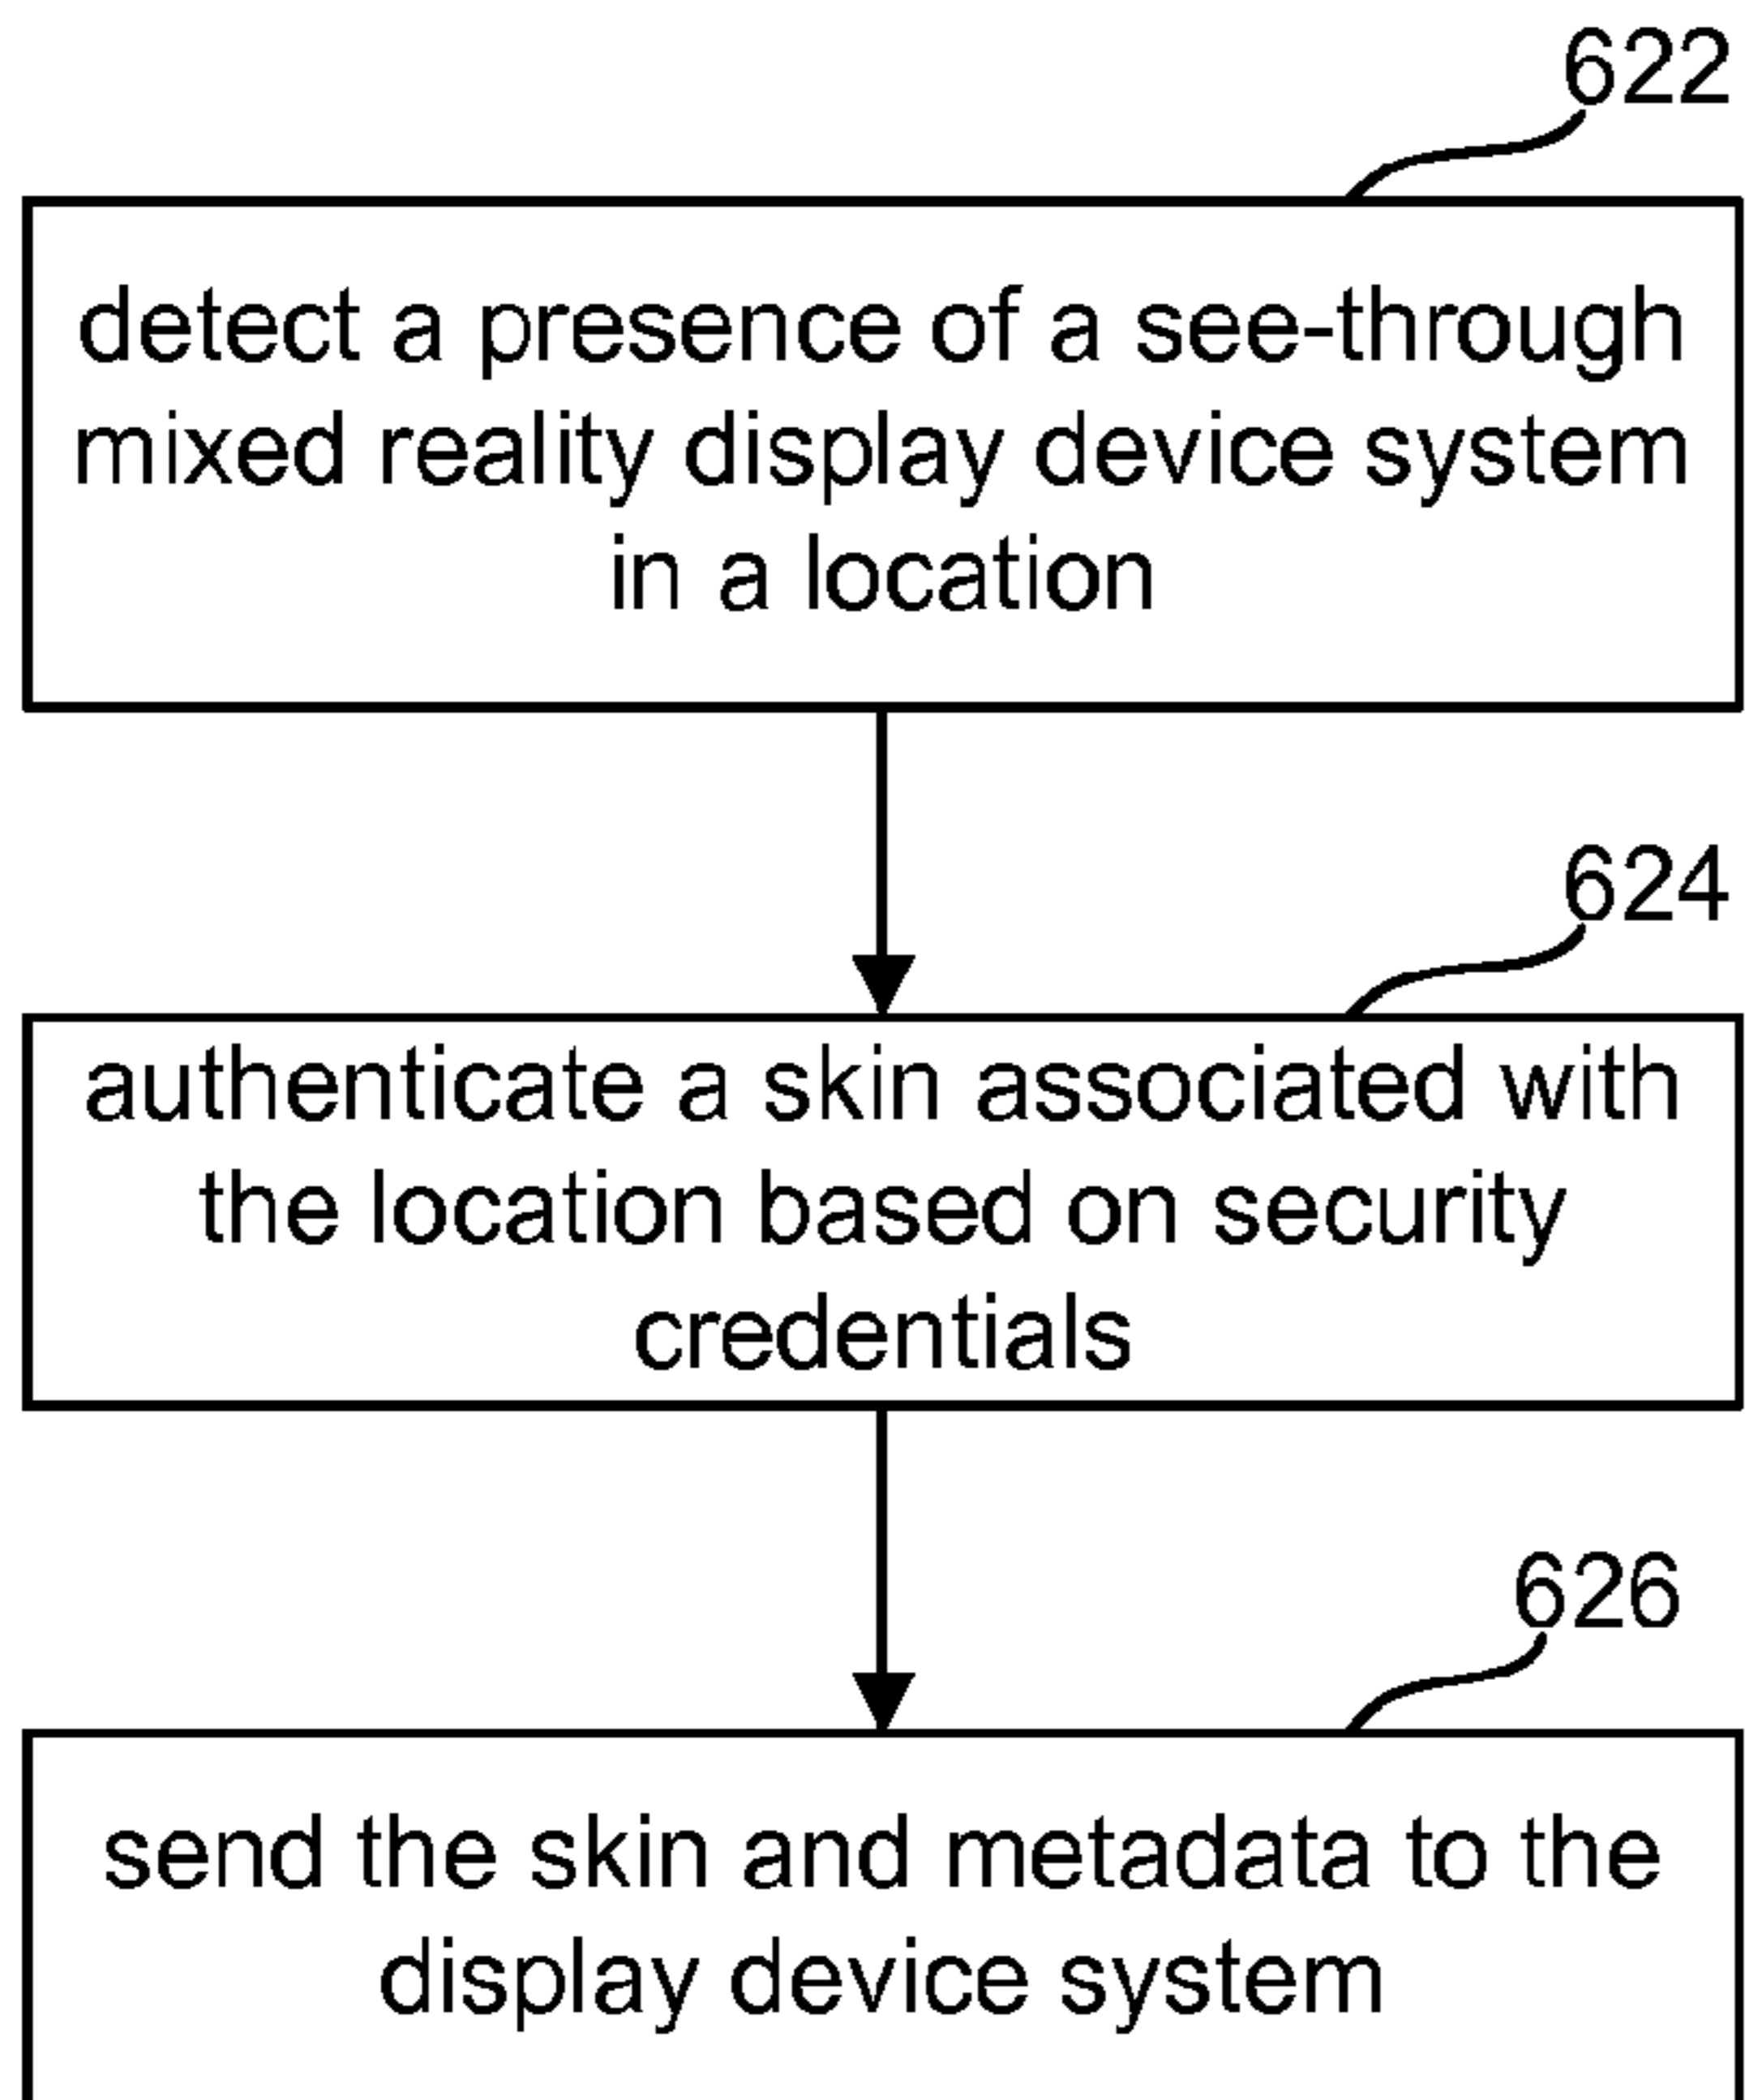 622
detect a presence of a see-through
mixed reality display device system
in a location
624
authenticate a skin associated with
the location based on security
credentials
626
send the skin and metadata to the
display device system